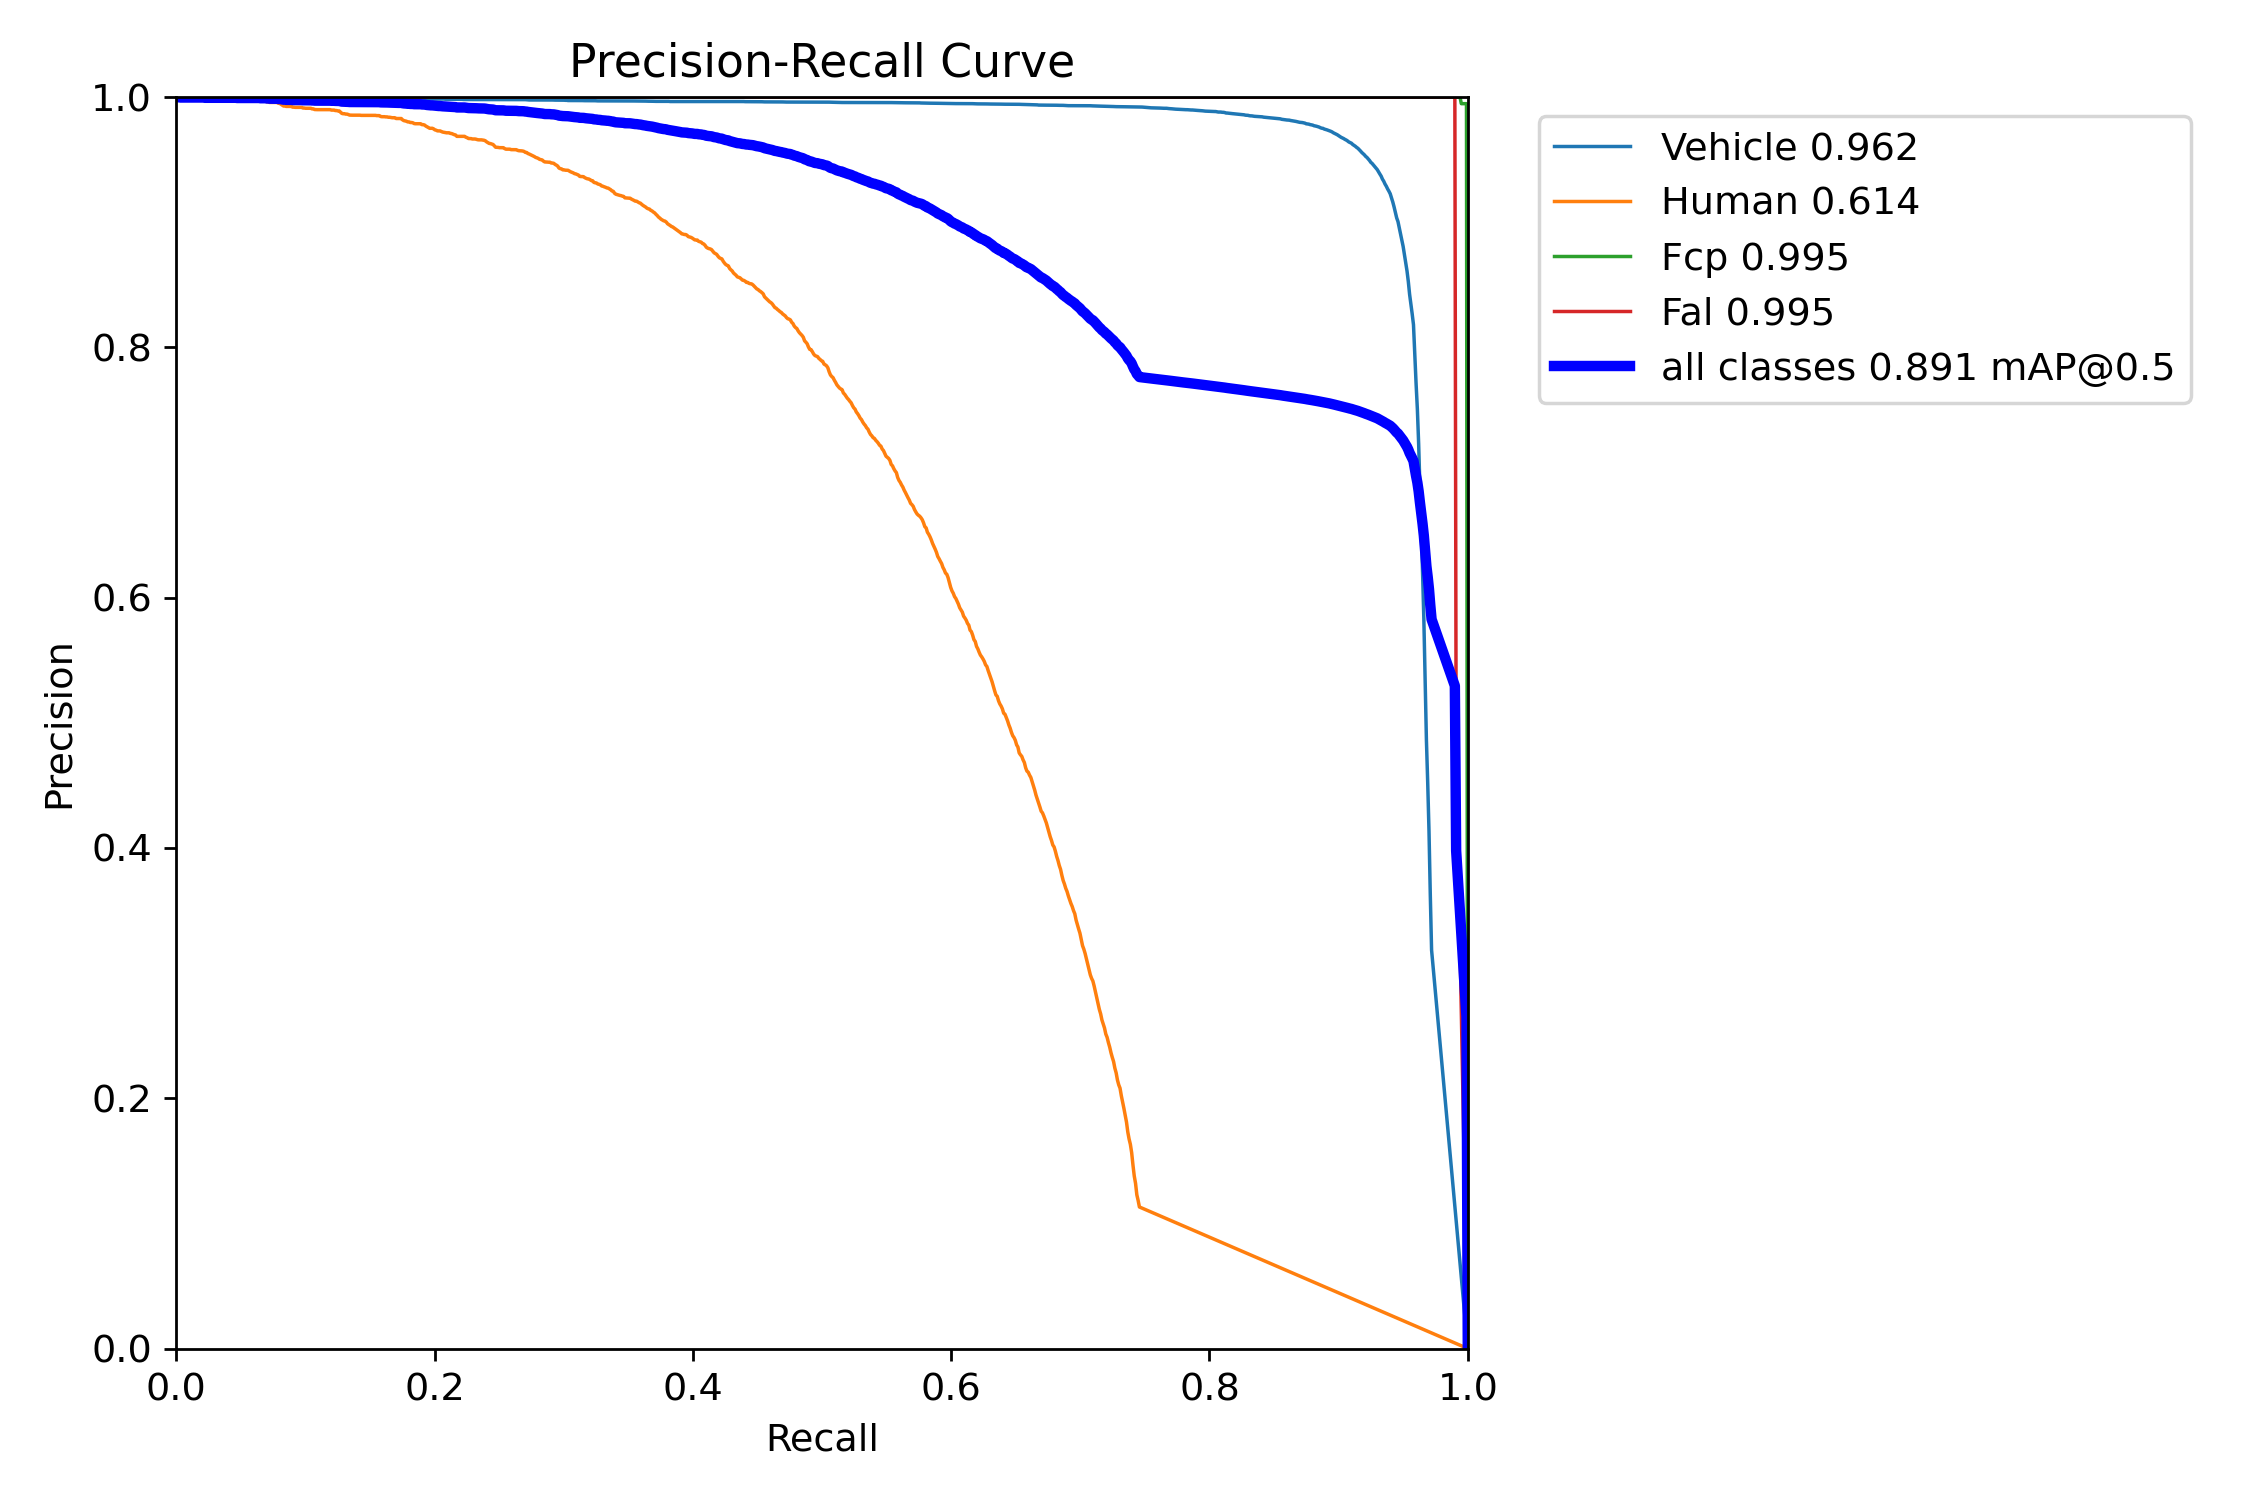 Precision-Recall Curve
1.0
0.8
0.6
0.4
0.2
0.0
Precision
0.0 0.2 0.4 0.6 0.8 1.0
Recall
Vehicle 0.962
Human 0.614
Fcp 0.995
Fal 0.995
all classes 0.891 mAP@0.5